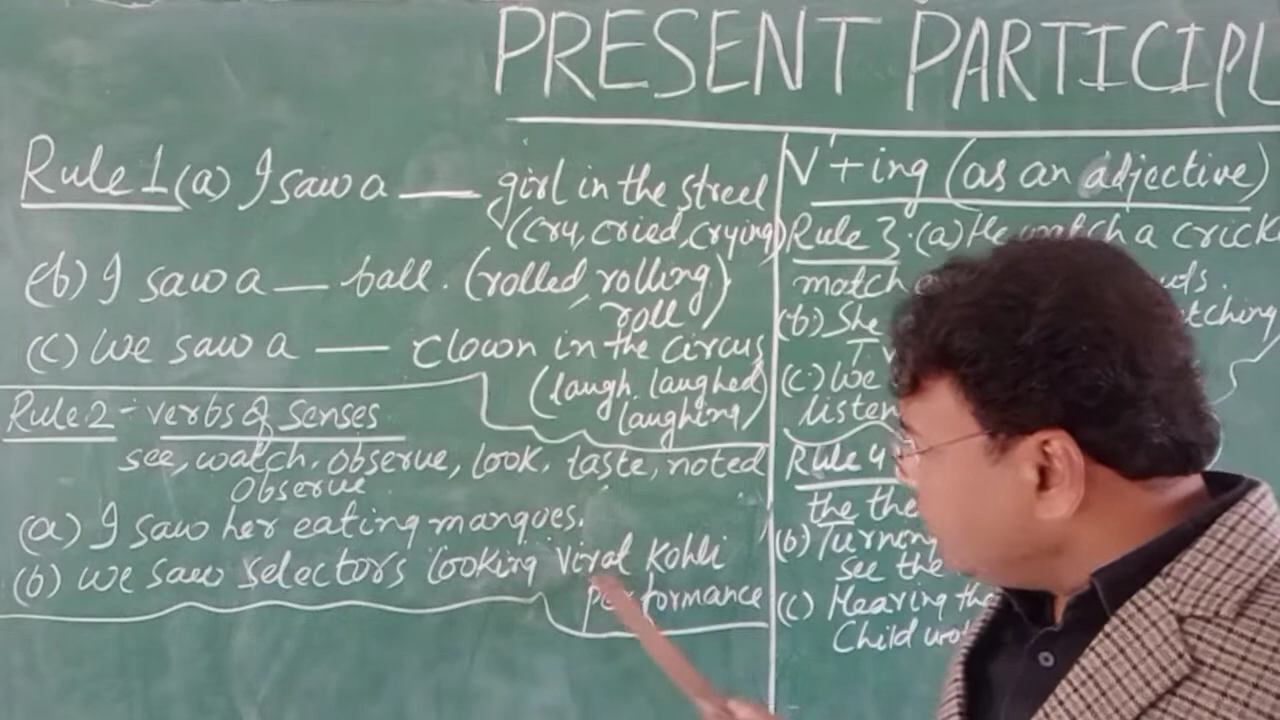 PRESENT PARTICIPL
Rule 1 (a) I saw a ___ girl in the street
(cry, cried, crying)
(b) I saw a ___ ball. (rolled, rolling,
roll)
(c) We saw a ___ clown in the circus
(laugh, laughed,
laughing)
Rule 2 - verbs of senses
see, watch, observe, look, taste, noted
observe
(a) I saw her eating mangoes.
(b) We saw selectors looking Virat Kohli
performance
V1+ing (as an adjective)
Rule 3. (a) He watch a crick
match
(b) She tching
T.V
(c) We
listen
Rule 4
the the
(b) Turning
see the
(c) Hearing the
Child